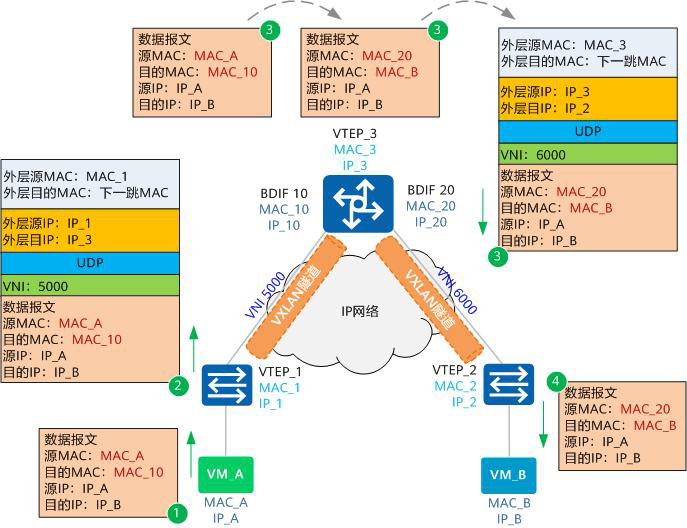 3
数据报文
源MAC：MAC_A
目的MAC：MAC_10
源IP：IP_A
目的IP：IP_B
3
数据报文
源MAC：MAC_20
目的MAC：MAC_B
源IP：IP_A
目的IP：IP_B
外层源MAC：MAC_3
外层目的MAC：下一跳MAC
外层源IP：IP_3
外层目IP：IP_2
UDP
VNI：6000
数据报文
源MAC：MAC_20
目的MAC：MAC_B
源IP：IP_A
目的IP：IP_B
3
VTEP_3
MAC_3
IP_3
BDIF 10
MAC_10
IP_10
BDIF 20
MAC_20
IP_20
外层源MAC：MAC_1
外层目的MAC：下一跳MAC
外层源IP：IP_1
外层目IP：IP_3
UDP
VNI：5000
数据报文
源MAC：MAC_A
目的MAC：MAC_10
源IP：IP_A
目的IP：IP_B
2
VNI 5000
VXLAN隧道
IP网络
VXLAN隧道
VNI 6000
VTEP_1
MAC_1
IP_1
VTEP_2
MAC_2
IP_2
4
数据报文
源MAC：MAC_20
目的MAC：MAC_B
源IP：IP_A
目的IP：IP_B
数据报文
源MAC：MAC_A
目的MAC：MAC_10
源IP：IP_A
目的IP：IP_B
1
VM_A
MAC_A
IP_A
VM_B
MAC_B
IP_B